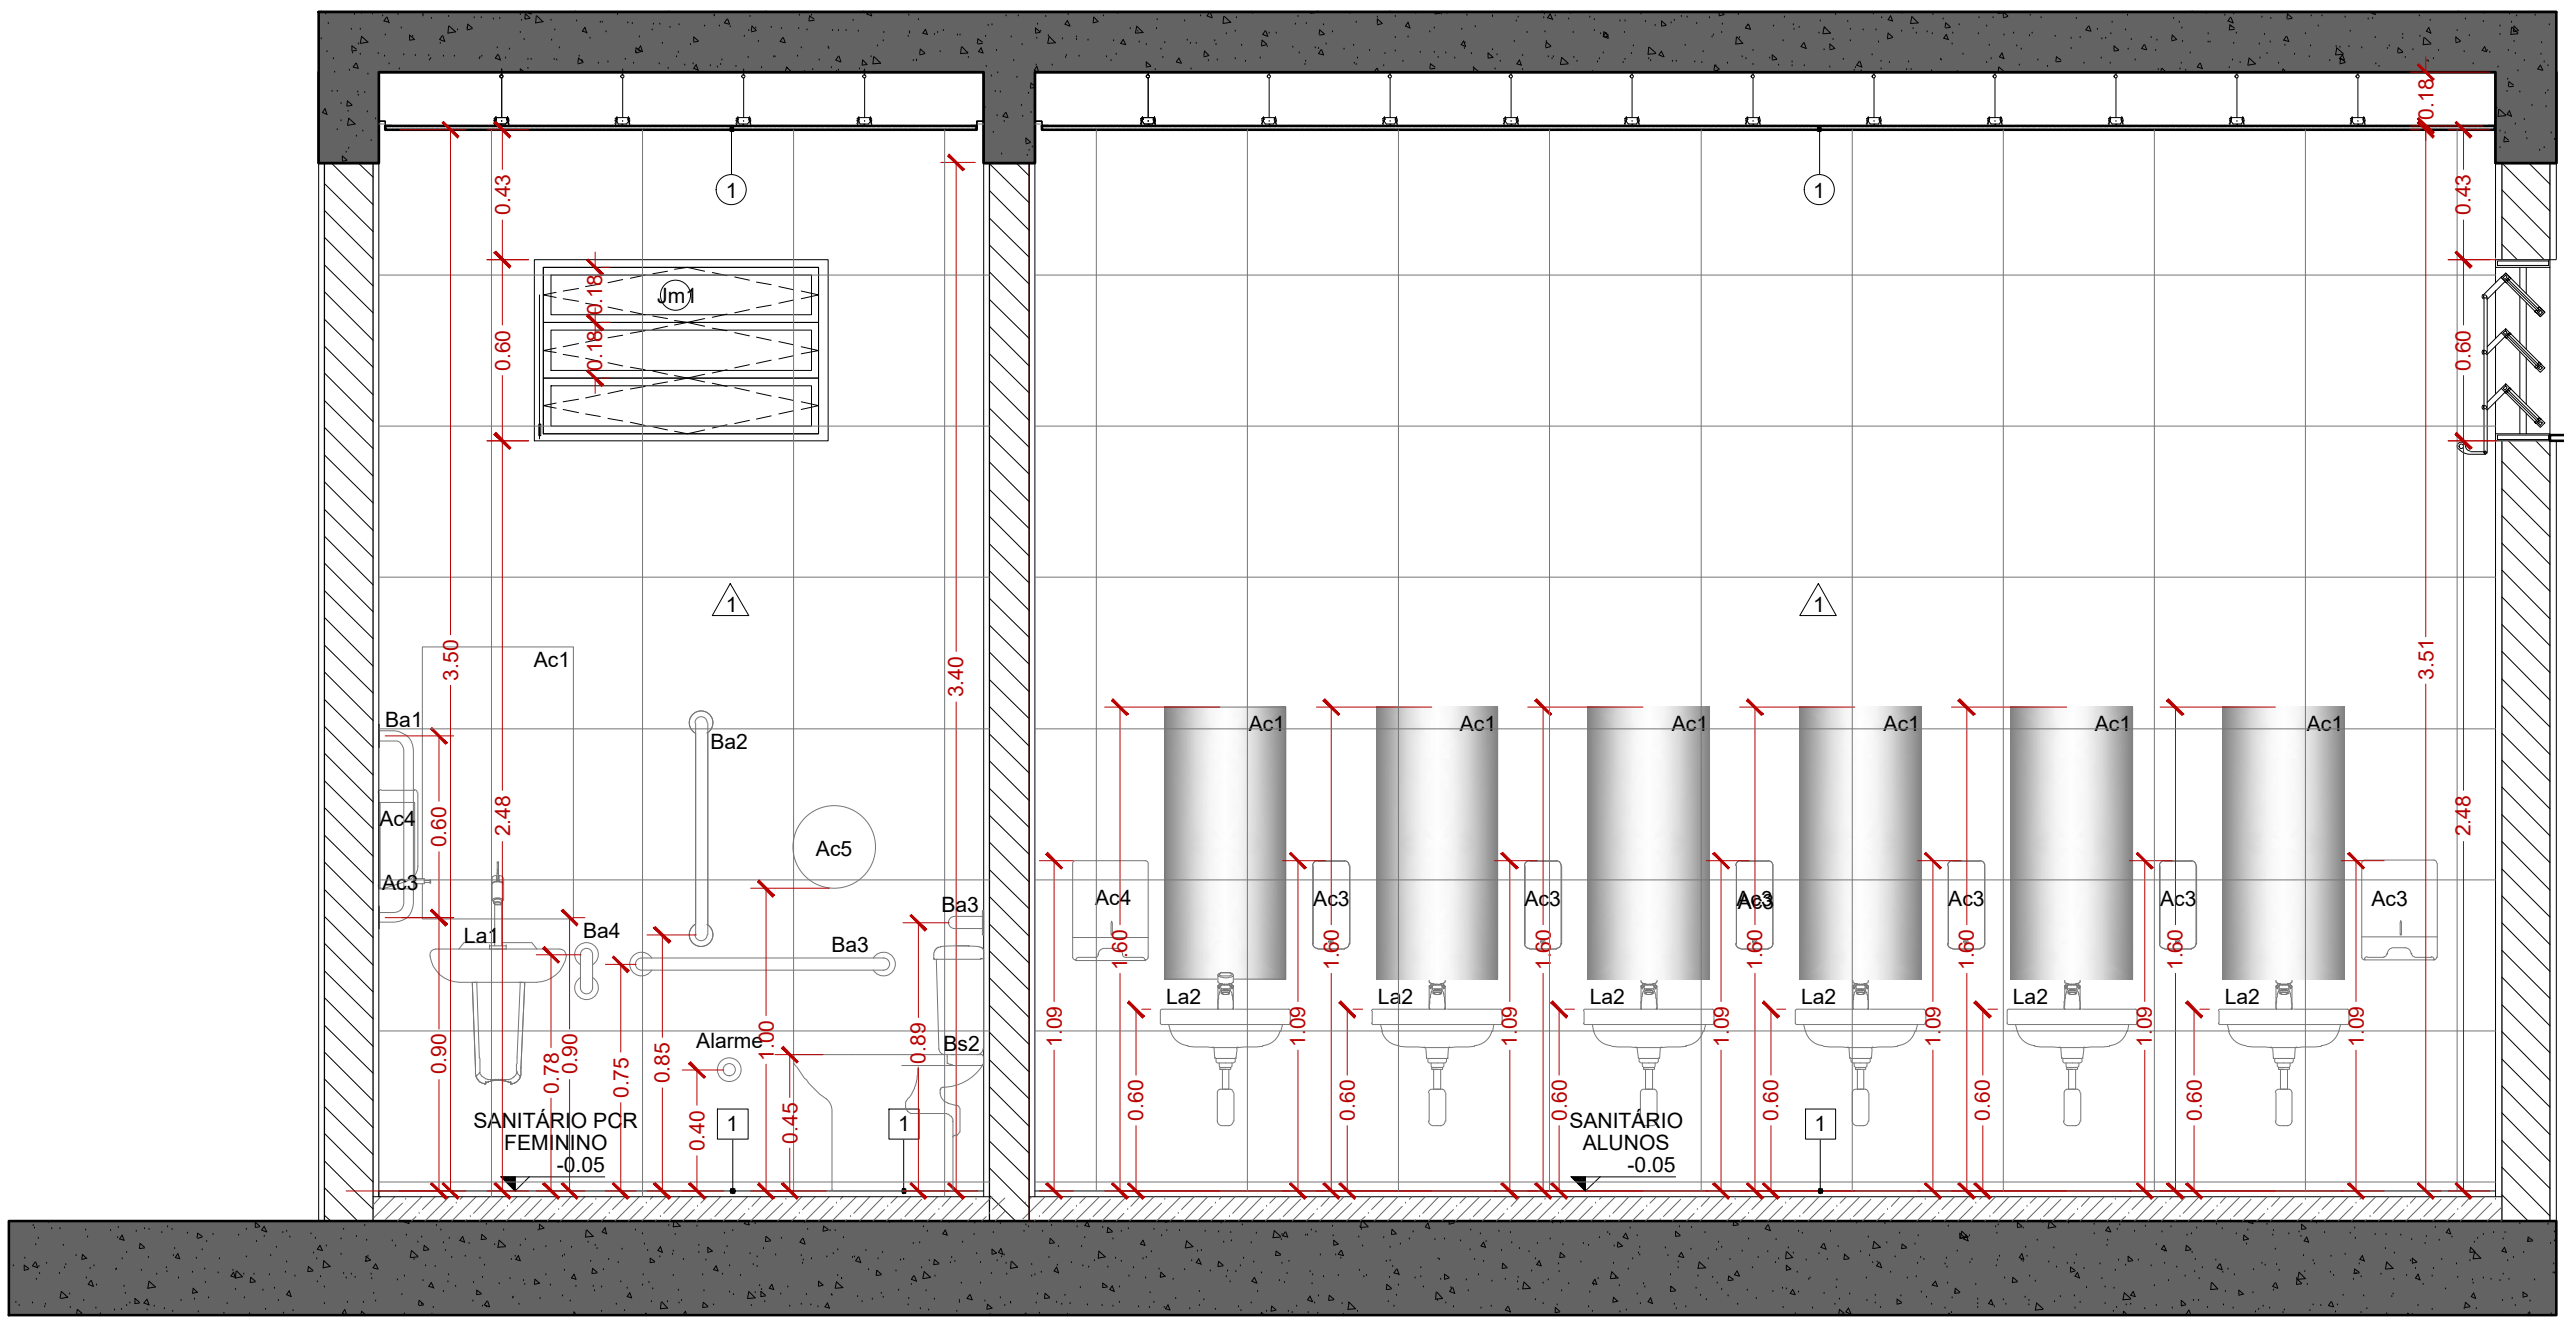 0.18
1
1
0.43
0.43
Jm1
0.18
0.60
0.18
0.60
1
1
3.50
Ac1
3.40
3.51
Ba1
Ba2
Ac1
Ac1
Ac1
Ac1
Ac1
Ac1
Ac4
0.60
2.48
Ac5
2.48
Ac3
Ba3
Ac4
Ac3
Ac3
Ac3
Ac3
Ac3
Ac3
Ac3
La1
Ba4
Ba3
1.60
1.60
1.60
1.60
1.60
1.60
La2
La2
La2
La2
La2
La2
0.90
0.78
0.90
0.75
0.85
Alarme
1.00
0.89
Bs2
1.09
1.09
1.09
1.09
1.09
1.09
1.09
0.40
0.45
0.60
0.60
0.60
0.60
0.60
0.60
SANITÁRIO PCR
FEMININO
-0.05
1
1
SANITÁRIO
ALUNOS
-0.05
1